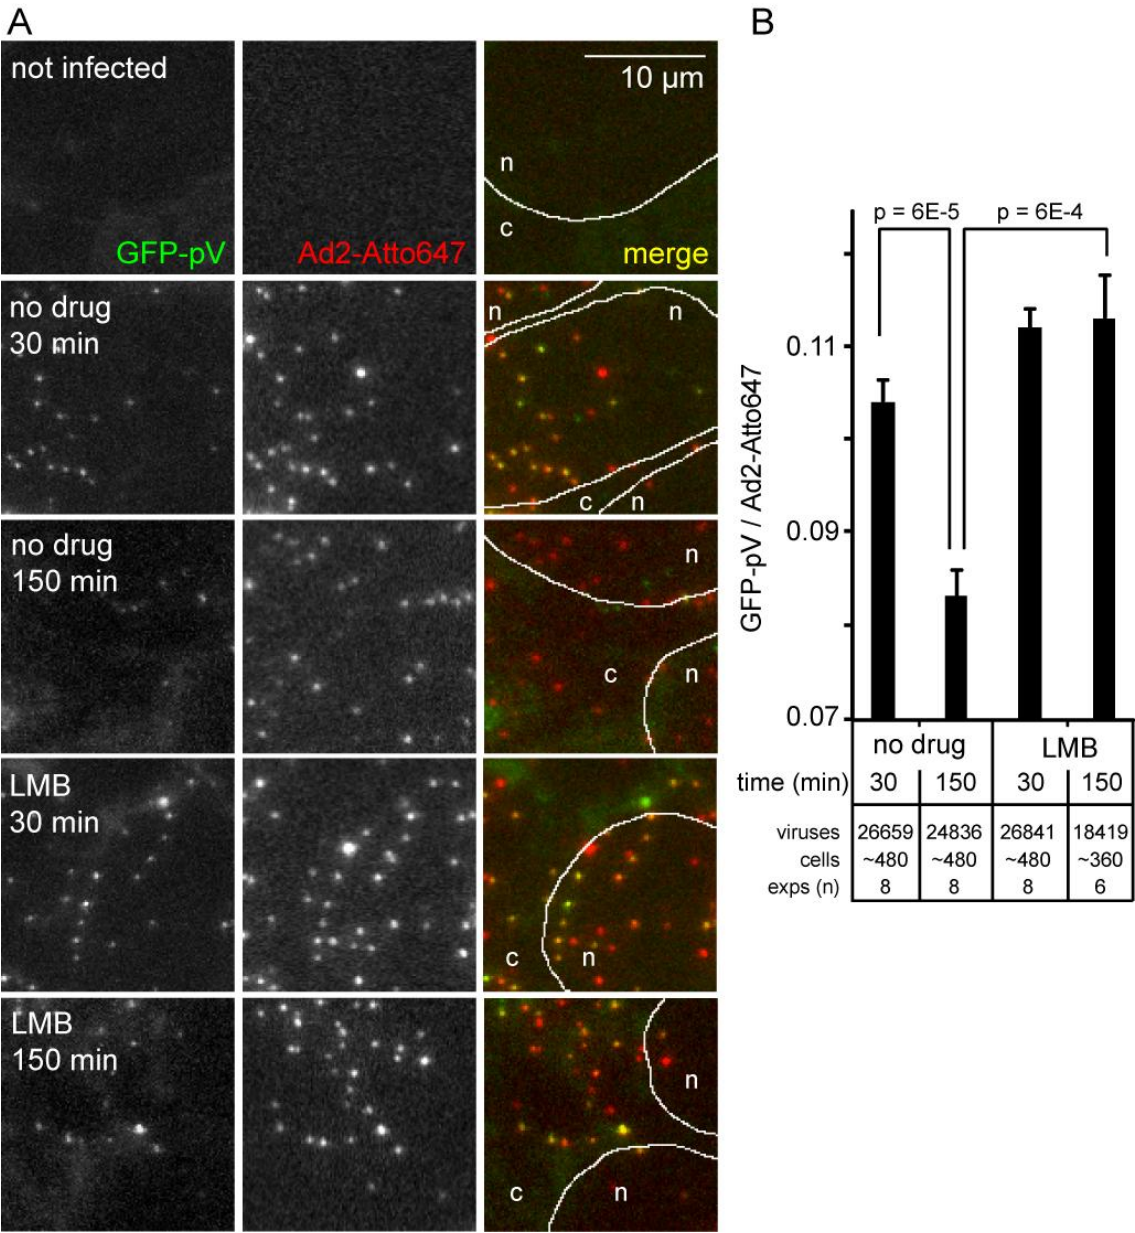 A
not infected
GFP-pV
Ad2-Atto647
10 µm
n
c
merge
no drug
30 min
n
n
c
n
no drug
150 min
n
c
n
LMB
30 min
c
n
LMB
150 min
n
c
n
B
p = 6E-5
p = 6E-4
GFP-pV / Ad2-Atto647
0.11
0.09
0.07
no drug
LMB
time (min) 30 150 30 150
viruses 26659 24836 26841 18419
cells ~480 ~480 ~480 ~360
exps (n) 8 8 8 6